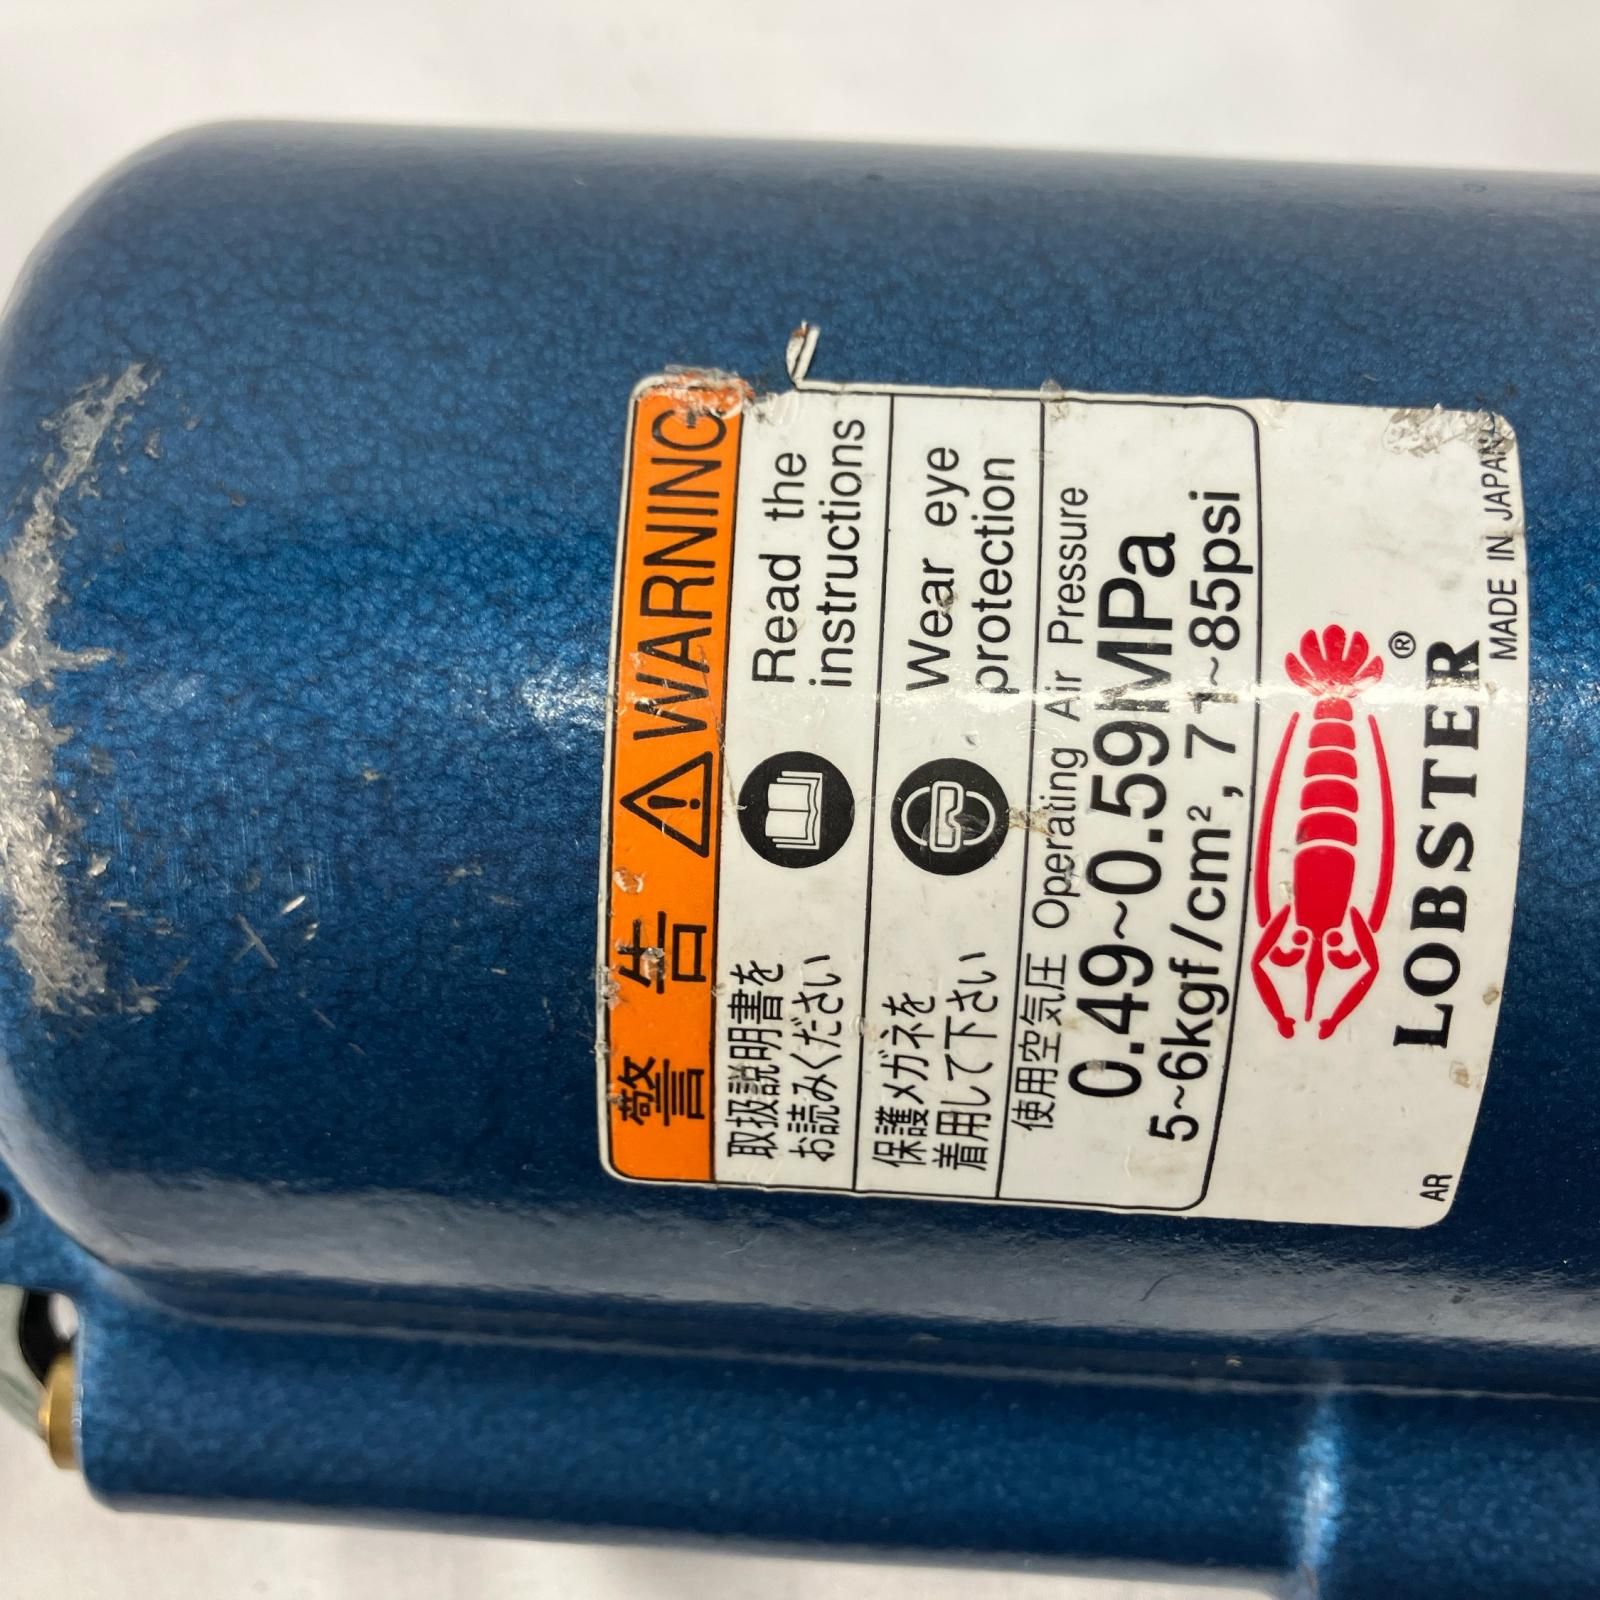 警告 ⚠WARNING
取扱説明書を
お読みください
Read the
instructions
保護メガネを
着用して下さい
Wear eye
protection
使用空気圧 Operating Air Pressure
0.49~0.59MPa
5~6kgf/cm², 71~85psi
LOBSTER®
AR
MADE IN JAPAN